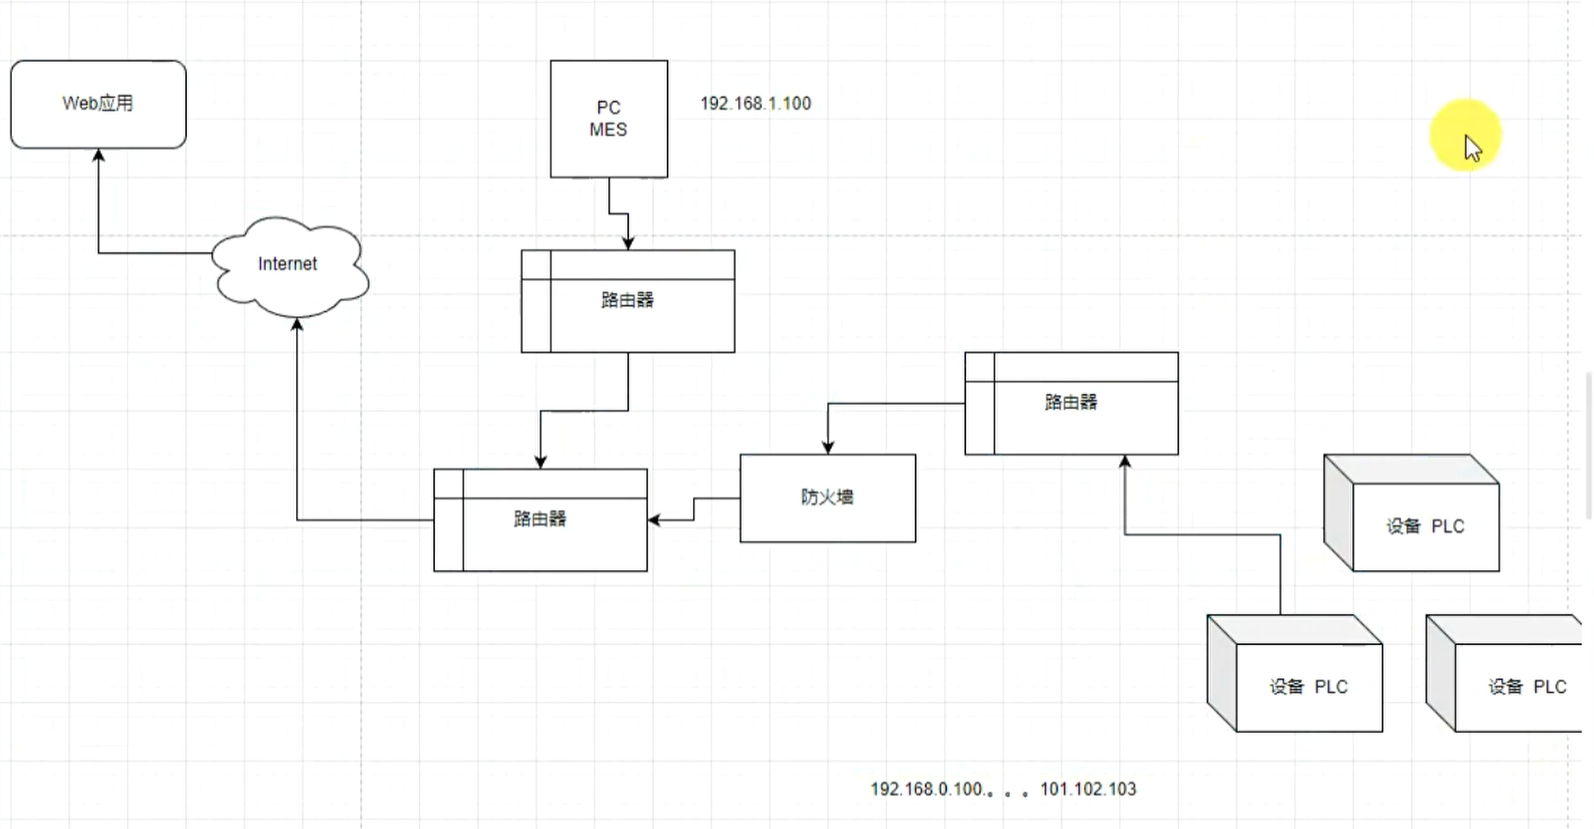 Web应用
PC
MES
192.168.1.100
Internet
路由器
路由器
路由器
防火墙
设备 PLC
设备 PLC
设备 PLC
192.168.0.100.。。。101.102.103